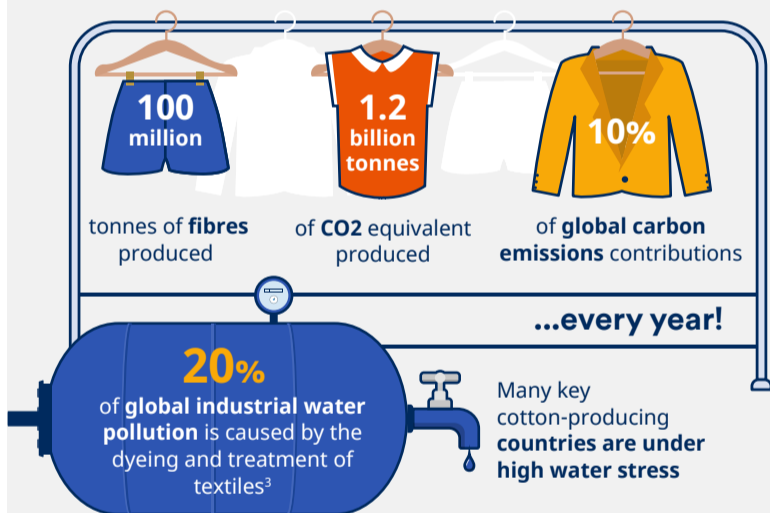 100
million
tonnes of fibres
produced
1.2
billion
tonnes
of CO2 equivalent
produced
10%
of global carbon
emissions contributions
...every year!
20%
of global industrial water
pollution is caused by the
dyeing and treatment of
textiles³
Many key
cotton-producing
countries are under
high water stress